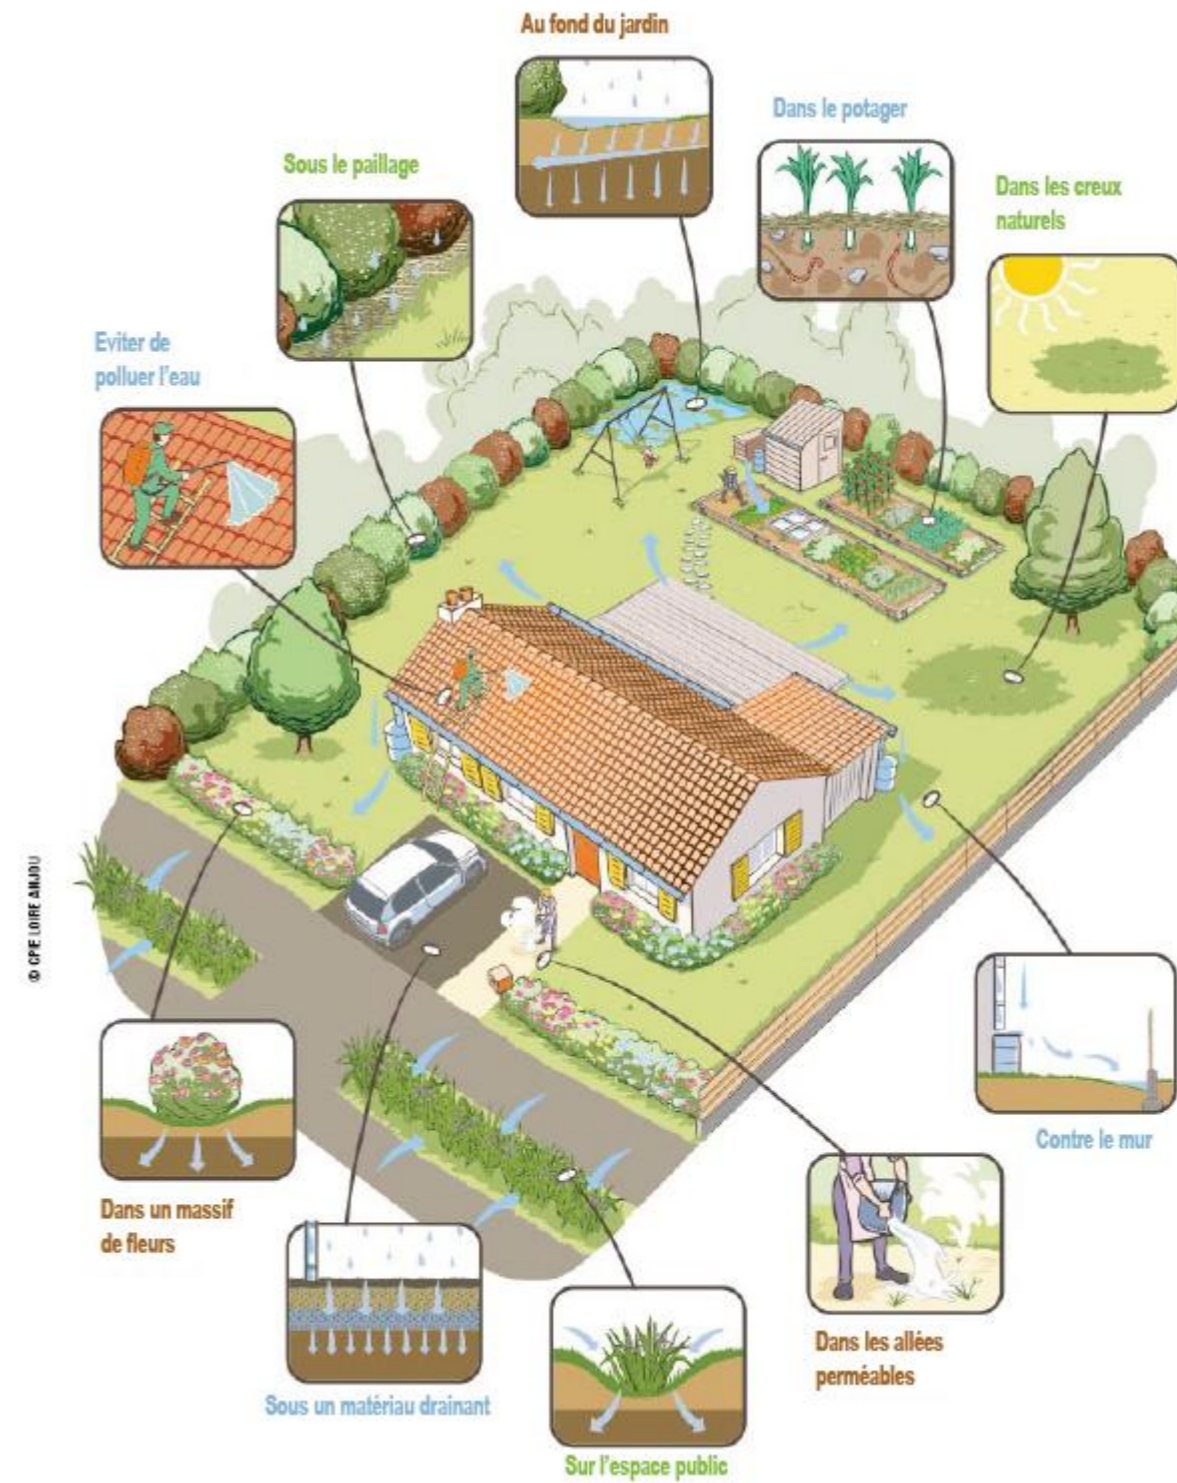 Au fond du jardin
Dans le potager
Sous le paillage
Dans les creux
naturels
Eviter de
polluer l'eau
© CPIE LOIRE ANJOU
Contre le mur
Dans un massif
de fleurs
Dans les allées
perméables
Sous un matériau drainant
Sur l'espace public